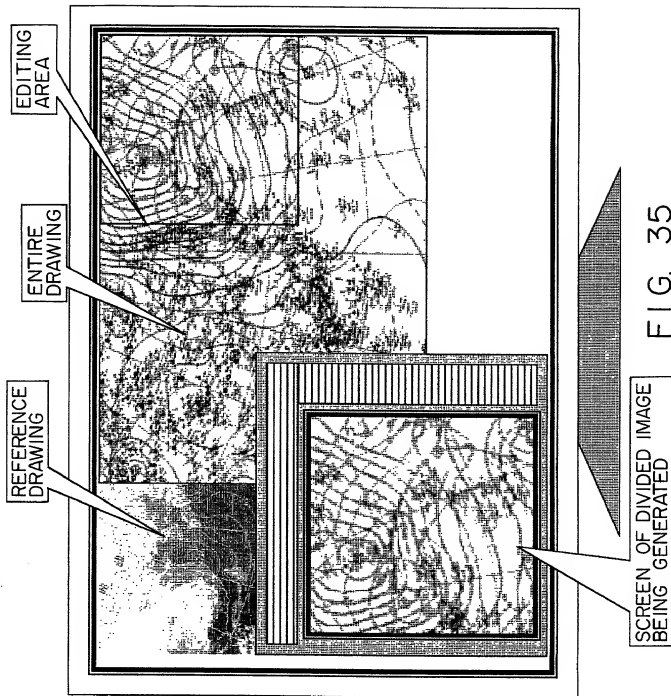 REFERENCE
DRAWING
ENTIRE
DRAWING
EDITING
AREA
SCREEN OF DIVIDED IMAGE
BEING GENERATED
FIG. 35